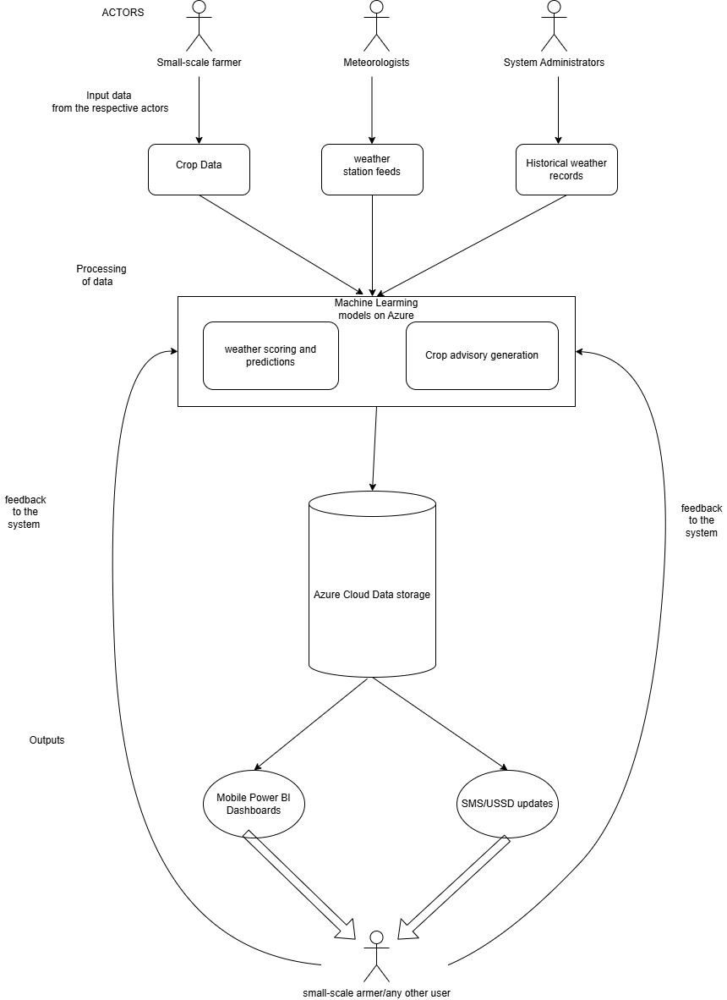 ACTORS
Small-scale farmer
Meteorologists
System Administrators
Input data
from the respective actors
Crop Data
weather
station feeds
Historical weather
records
Processing
of data
Machine Learning
models on Azure
weather scoring and
predictions
Crop advisory generation
feedback
to the
system
feedback
to the
system
Azure Cloud Data storage
Outputs
Mobile Power BI
Dashboards
SMS/USSD updates
small-scale armer/any other user